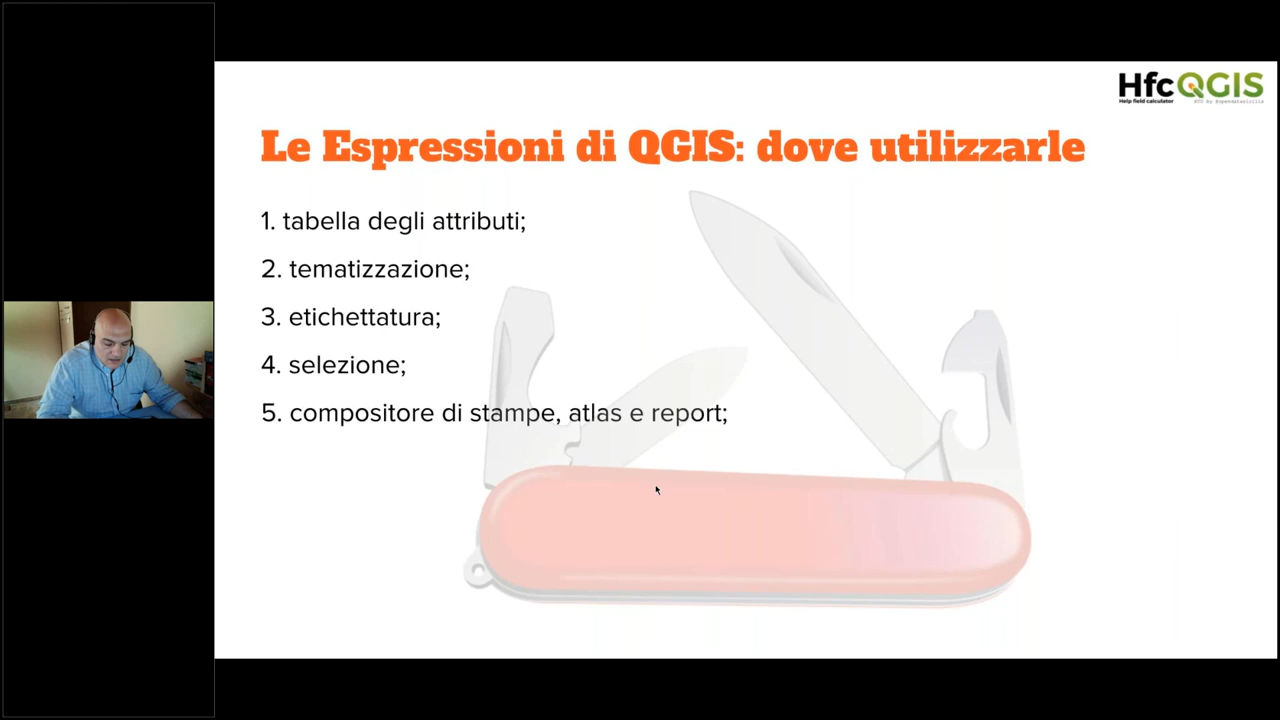 HfcQGIS
Help field calculator
Le Espressioni di QGIS: dove utilizzarle
1. tabella degli attributi;
2. tematizzazione;
3. etichettatura;
4. selezione;
5. compositore di stampe, atlas e report;